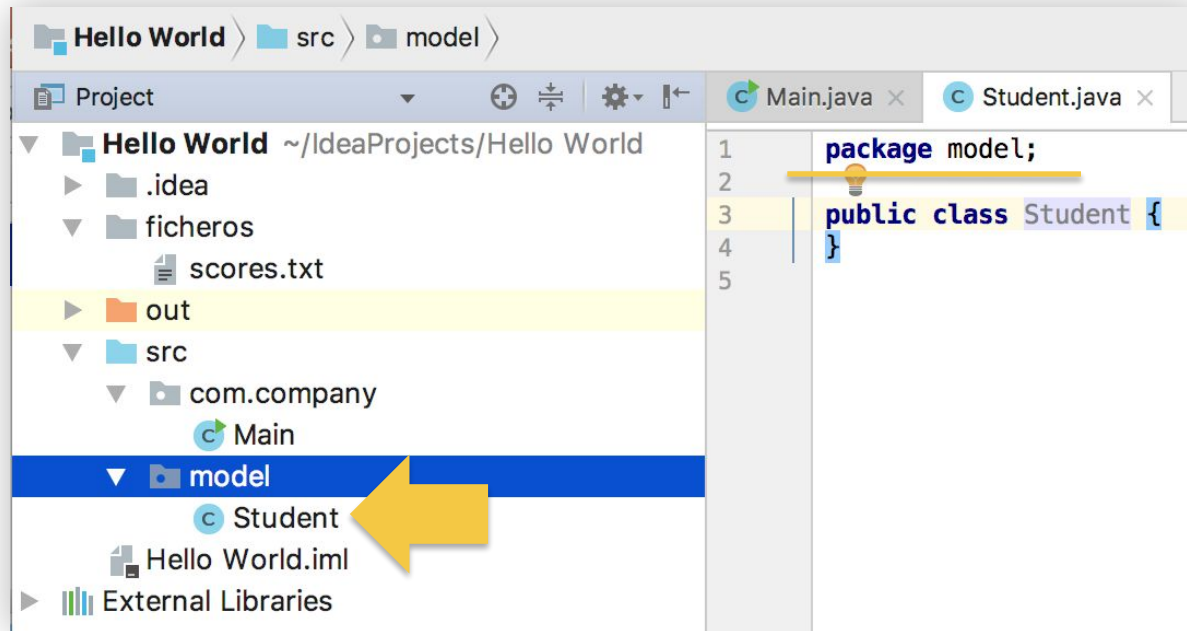 Hello World src model
Project
Main.java
Student.java
Hello World ~/IdeaProjects/Hello World
.idea
ficheros
scores.txt
out
src
com.company
Main
model
Student
Hello World.iml
External Libraries
1 package model;
2
3 public class Student {
4 }
5